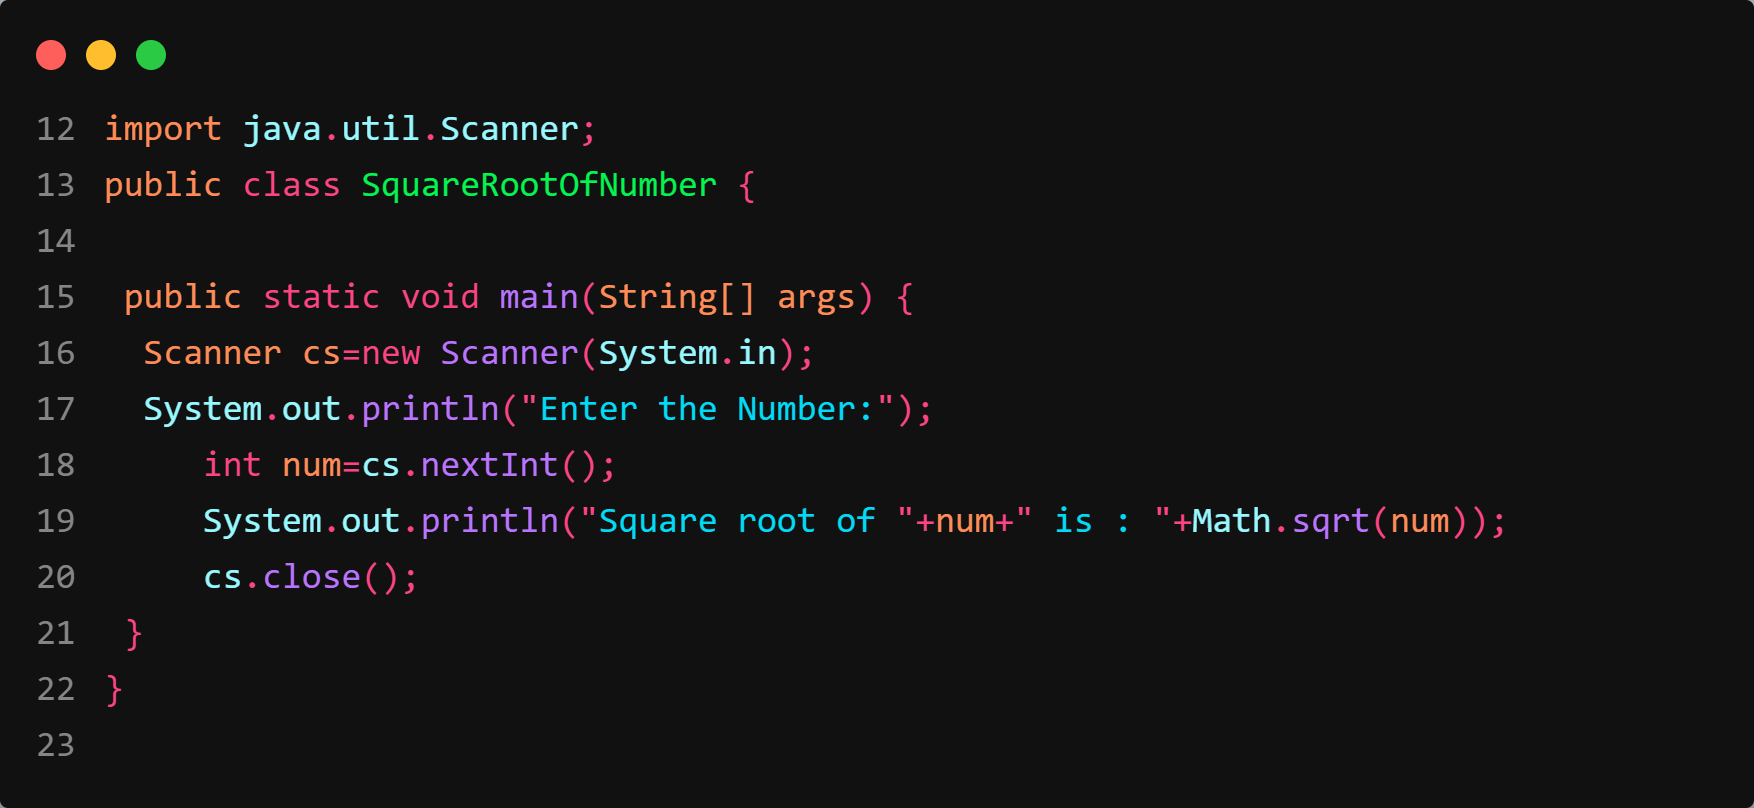 12 import java.util.Scanner;
13 public class SquareRootOfNumber {
14
15  public static void main(String[] args) {
16   Scanner cs=new Scanner(System.in);
17   System.out.println("Enter the Number:");
18      int num=cs.nextInt();
19      System.out.println("Square root of "+num+" is : "+Math.sqrt(num));
20      cs.close();
21  }
22 }
23